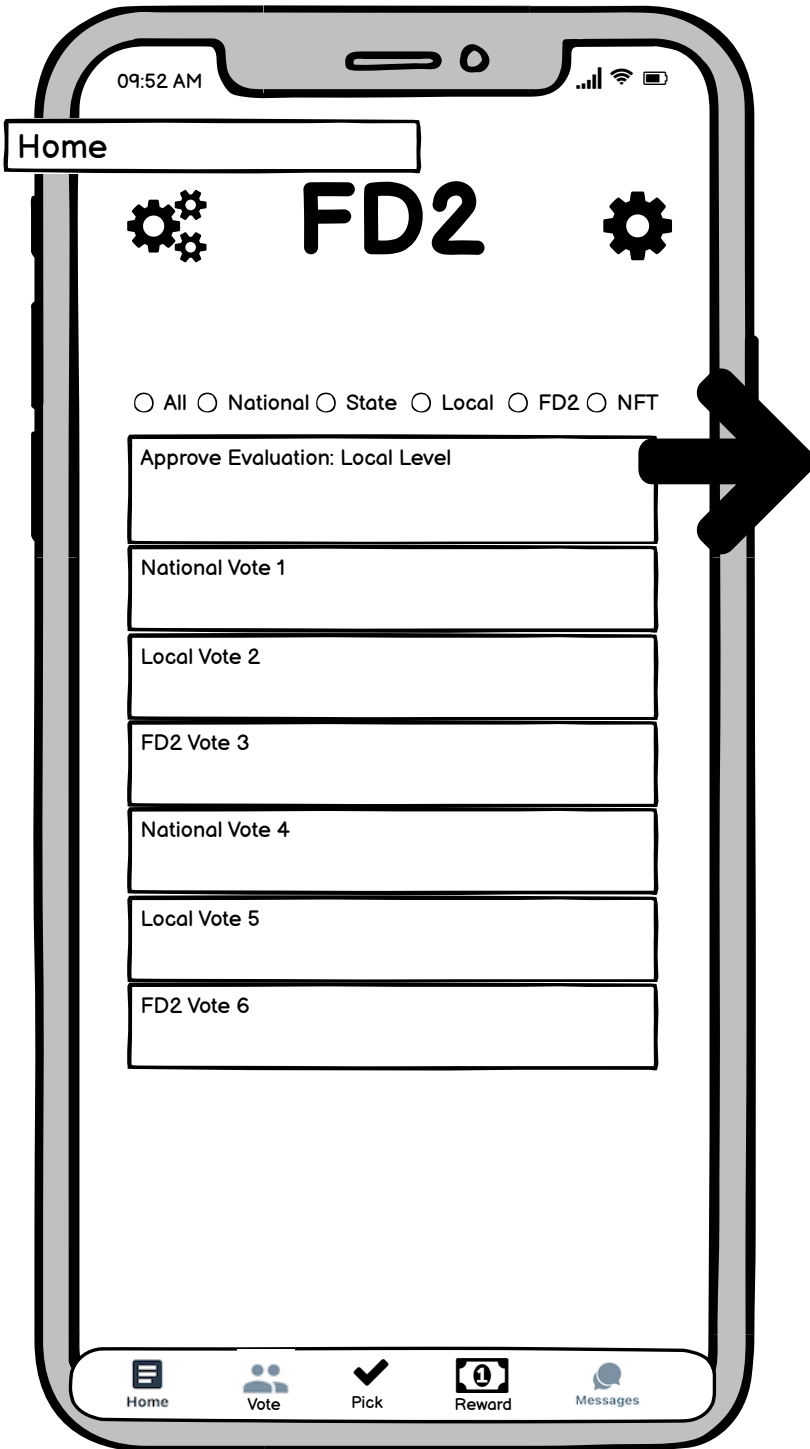 09:52 AM
Home
FD2
All National State Local FD2 NFT
Approve Evaluation: Local Level
National Vote 1
Local Vote 2
FD2 Vote 3
National Vote 4
Local Vote 5
FD2 Vote 6
1
Home Vote Pick Reward Messages